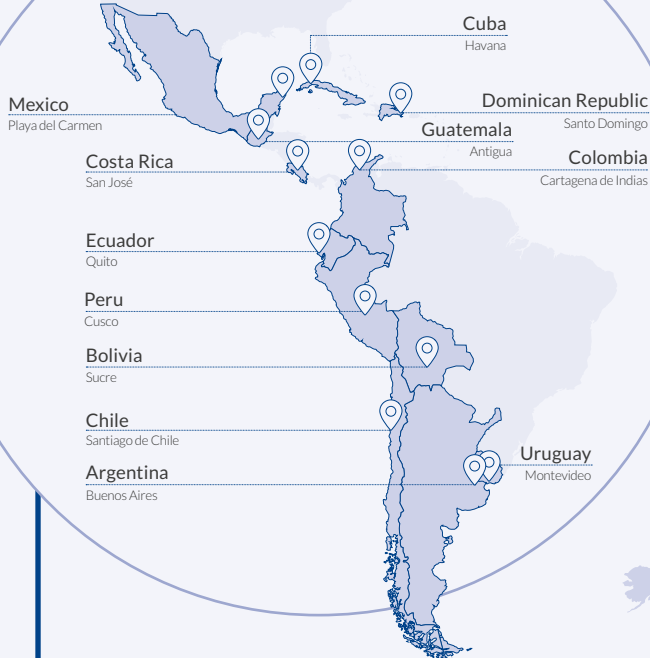 Cuba
Havana
Mexico
Playa del Carmen
Dominican Republic
Santo Domingo
Guatemala
Antigua
Costa Rica
San José
Colombia
Cartagena de Indias
Ecuador
Quito
Peru
Cusco
Bolivia
Sucre
Chile
Santiago de Chile
Uruguay
Montevideo
Argentina
Buenos Aires